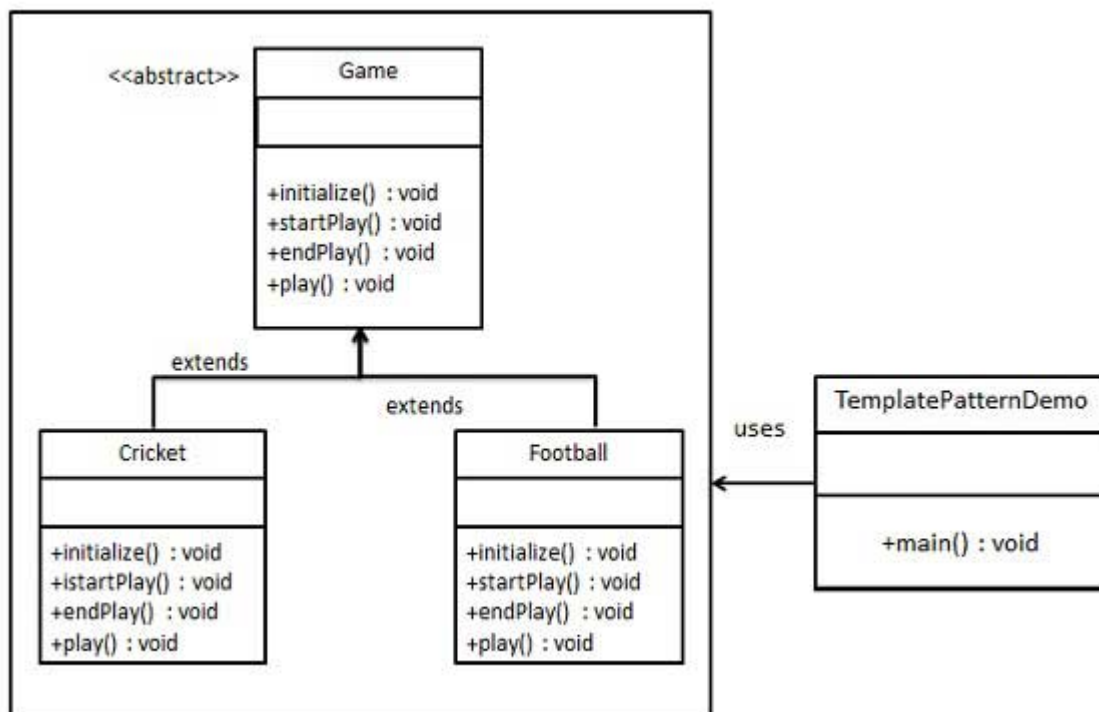 <<abstract>>
Game
+initialize() : void
+startPlay() : void
+endPlay() : void
+play() : void
extends
extends
Cricket
+initialize() : void
+istartPlay() : void
+endPlay() : void
+play() : void
Football
+initialize() : void
+startPlay() : void
+endPlay() : void
+play() : void
uses
TemplatePatternDemo
+main() : void